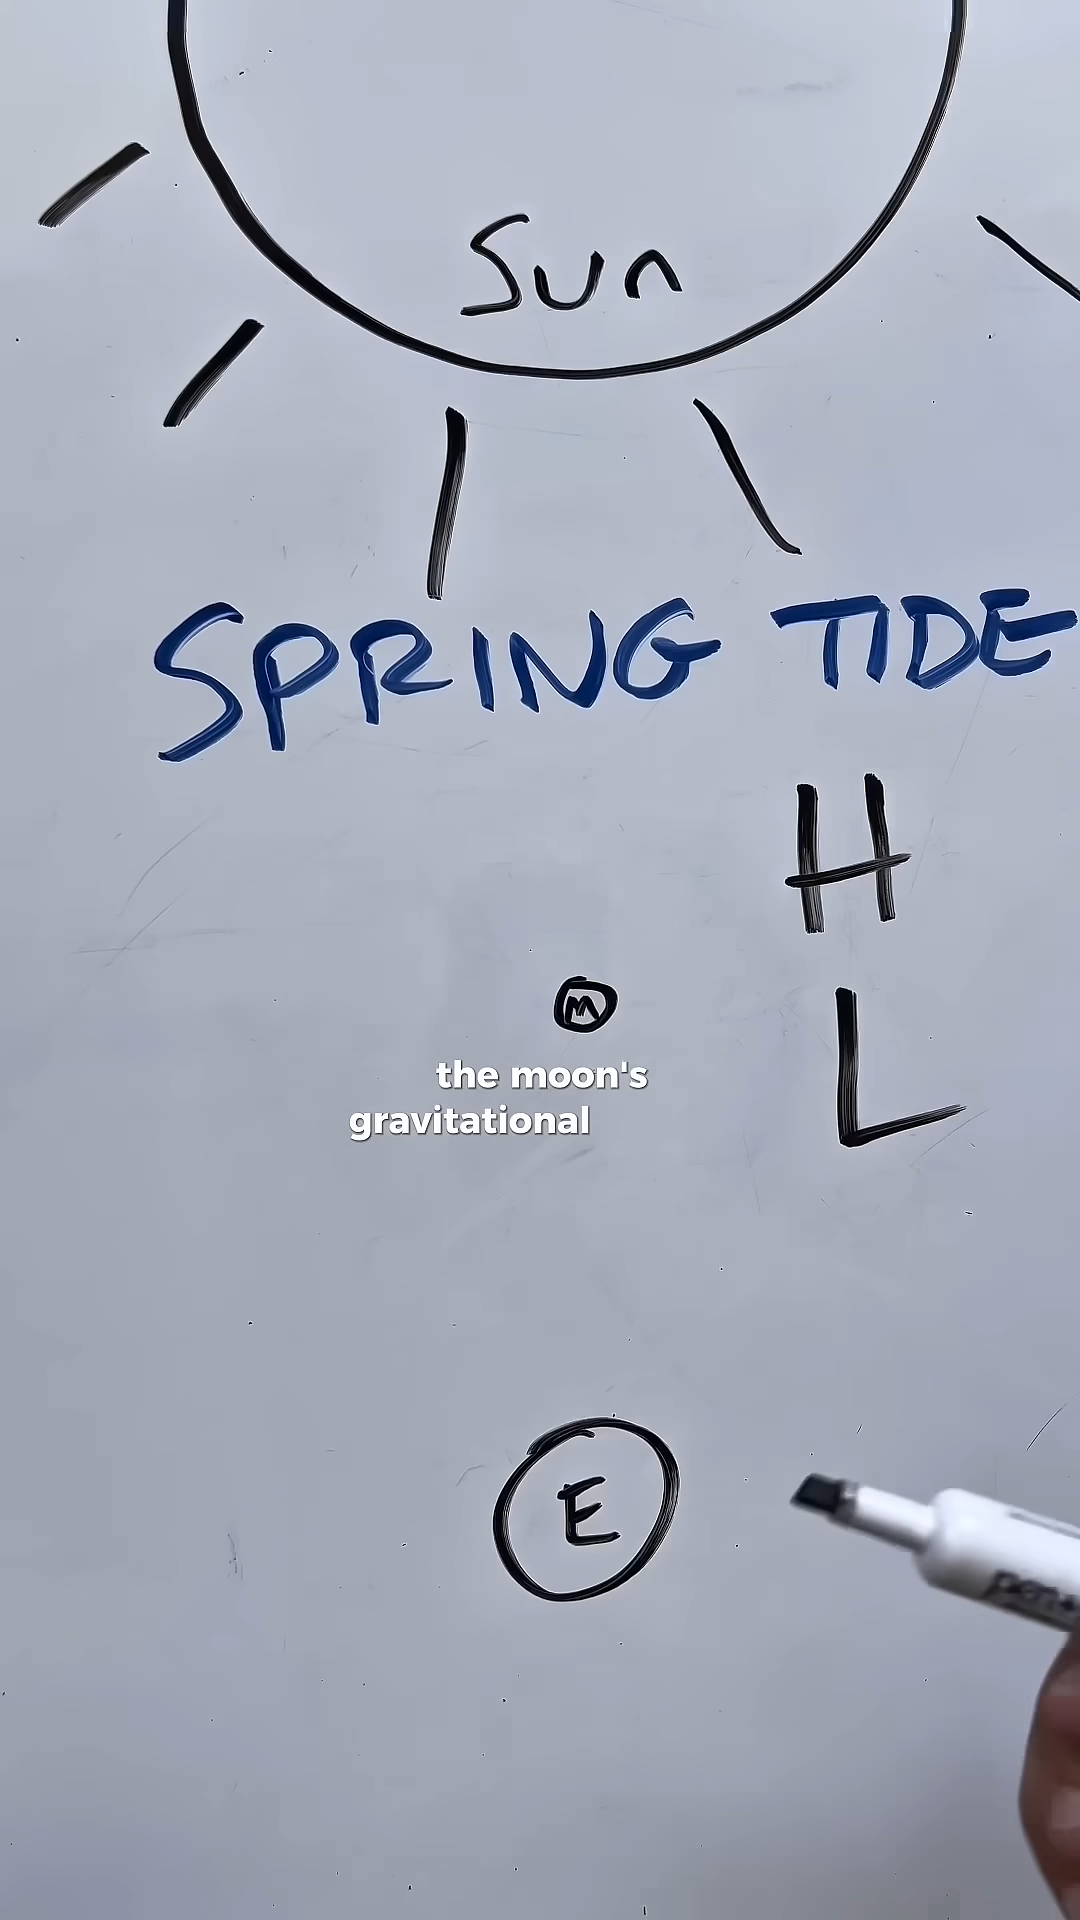 Sun
SPRING TIDE
H
M
L
the moon's
gravitational
E